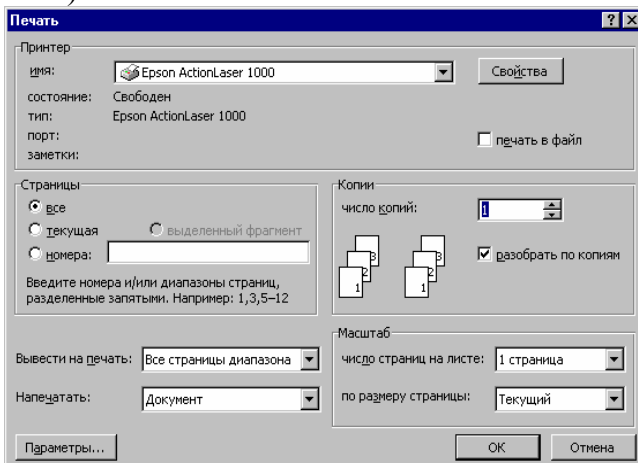 Печать
Принтер
имя: Epson ActionLaser 1000 Свойства
состояние: Свободен
тип: Epson ActionLaser 1000
порт: печать в файл
заметки:
Страницы
все
текущая выделенный фрагмент
номера:
Введите номера и/или диапазоны страниц,
разделенные запятыми. Например: 1,3,5–12
Копии
число копий: 1
разобрать по копиям
1 2 3 1 2 3
Вывести на печать: Все страницы диапазона
Напечатать: Документ
Масштаб
число страниц на листе: 1 страница
по размеру страницы: Текущий
Параметры... ОК Отмена